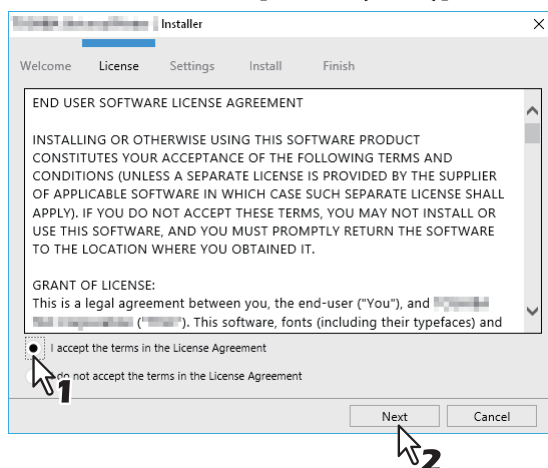 Installer
Welcome License Settings Install Finish
END USER SOFTWARE LICENSE AGREEMENT
INSTALLING OR OTHERWISE USING THIS SOFTWARE PRODUCT
CONSTITUTES YOUR ACCEPTANCE OF THE FOLLOWING TERMS AND
CONDITIONS (UNLESS A SEPARATE LICENSE IS PROVIDED BY THE SUPPLIER
OF APPLICABLE SOFTWARE IN WHICH CASE SUCH SEPARATE LICENSE SHALL
APPLY). IF YOU DO NOT ACCEPT THESE TERMS, YOU MAY NOT INSTALL OR
USE THIS SOFTWARE, AND YOU MUST PROMPTLY RETURN THE SOFTWARE
TO THE LOCATION WHERE YOU OBTAINED IT.
GRANT OF LICENSE:
This is a legal agreement between you, the end-user ("You"), and
("    "). This software, fonts (including their typefaces) and
I accept the terms in the License Agreement
do not accept the terms in the License Agreement
1
Next Cancel
2